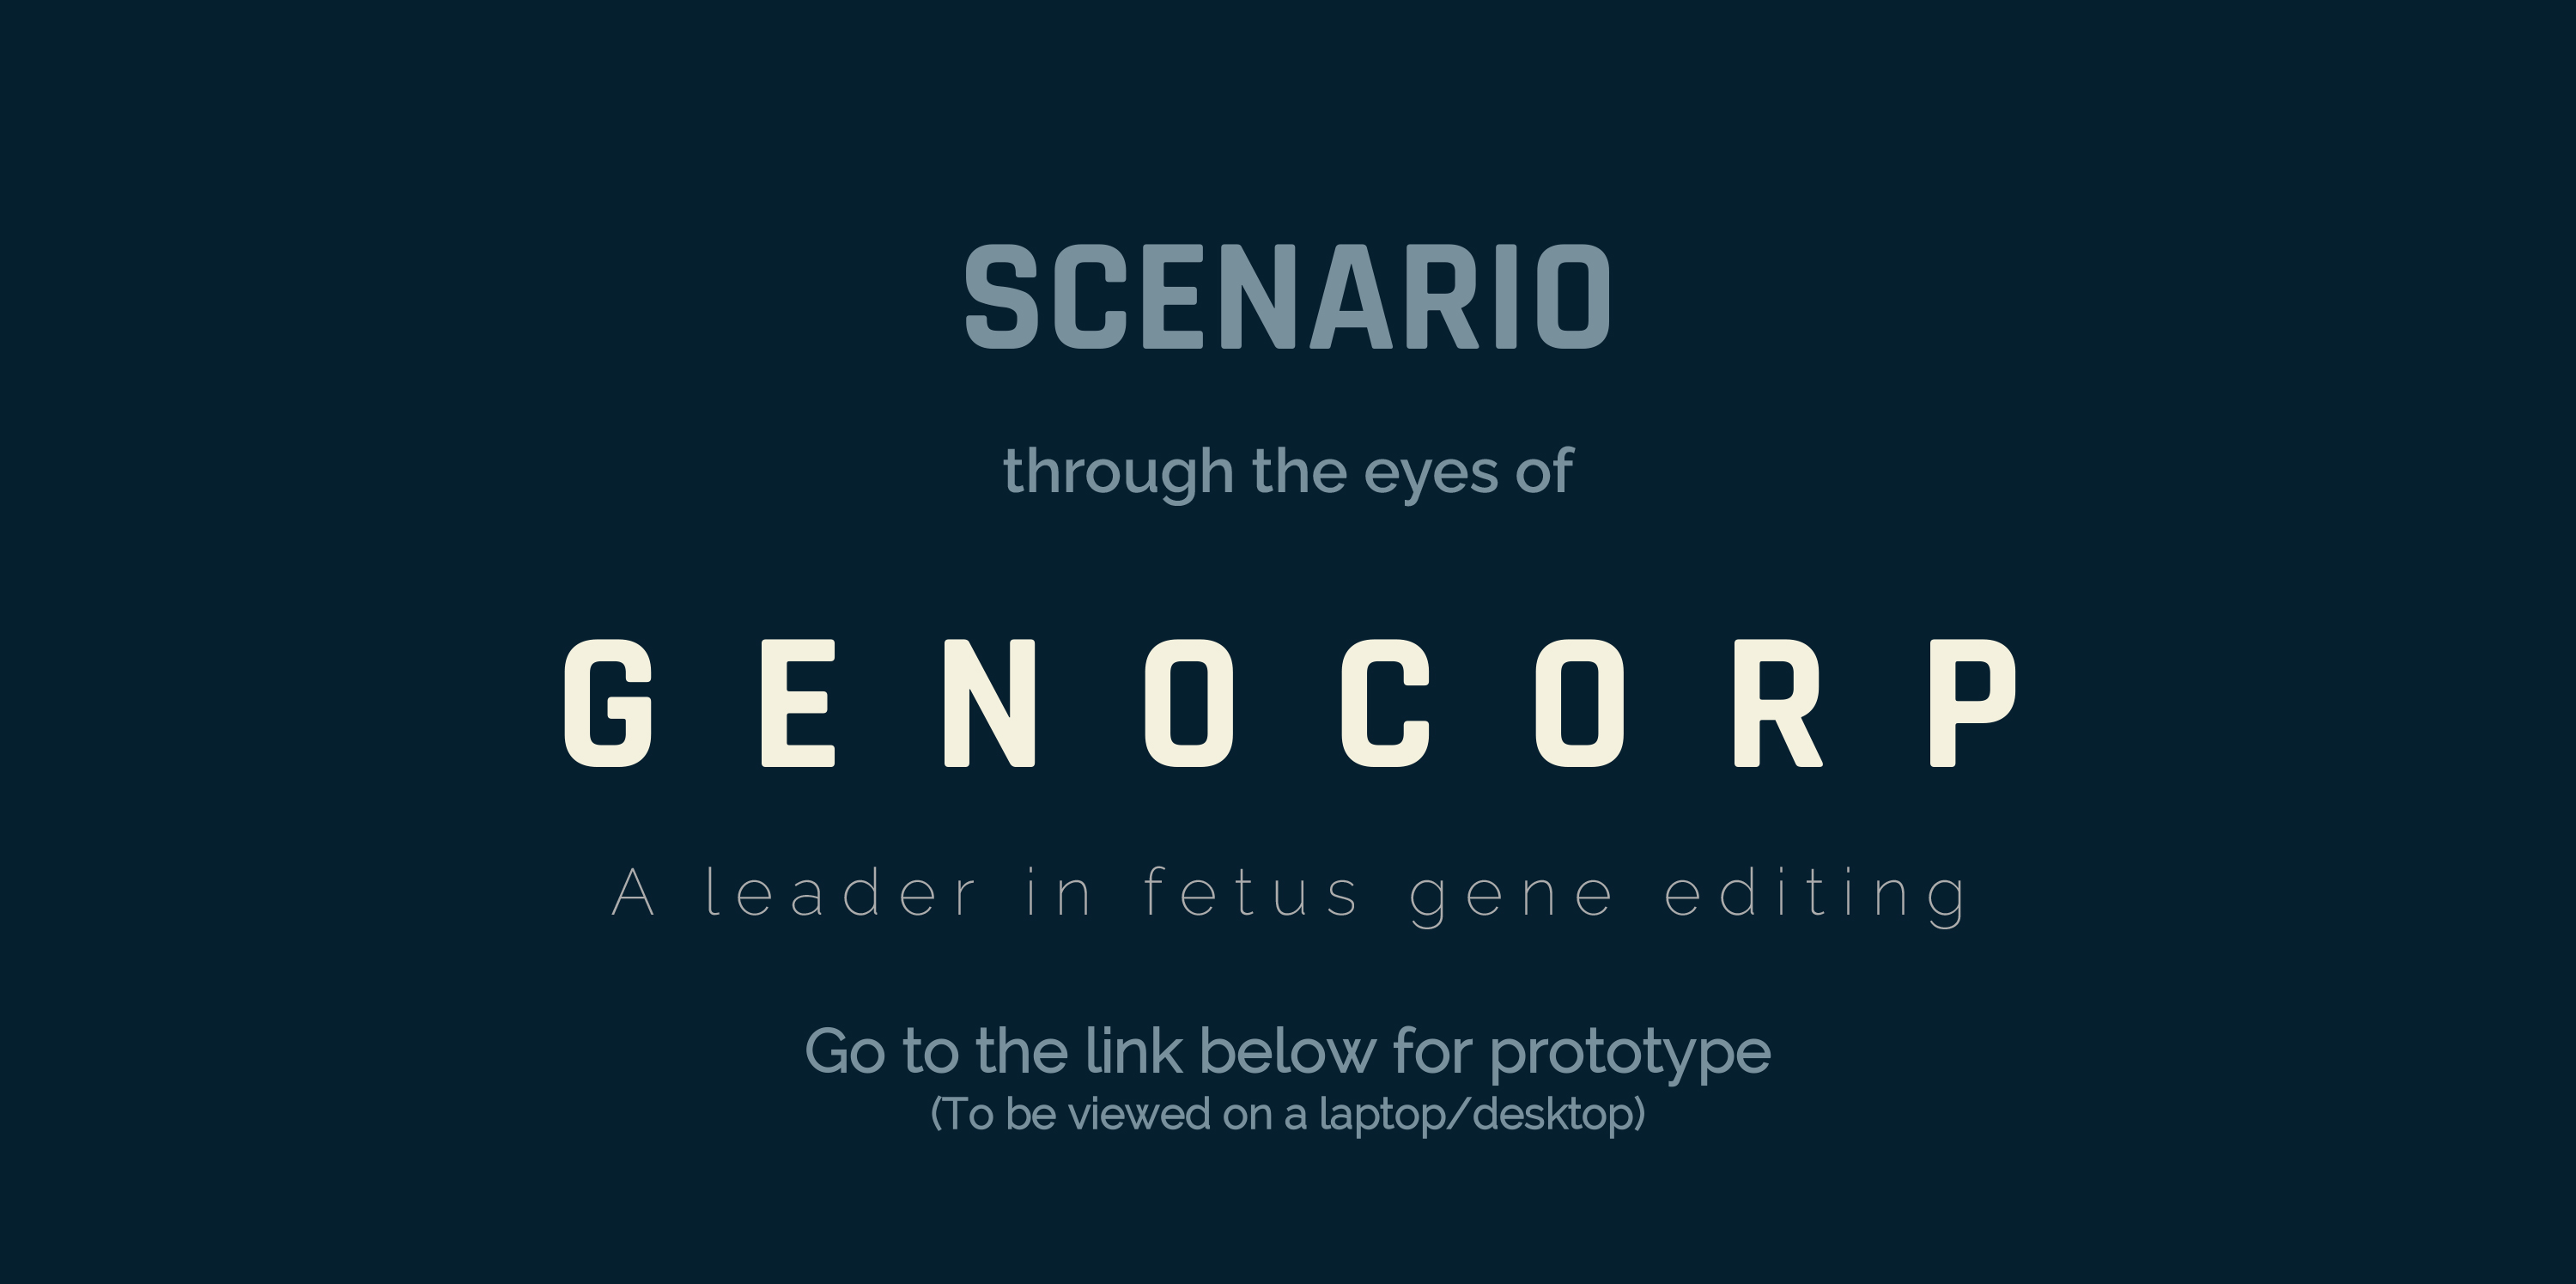 SCENARIO
through the eyes of
GENOCORP
A leader in fetus gene editing
Go to the link below for prototype
(To be viewed on a laptop/desktop)